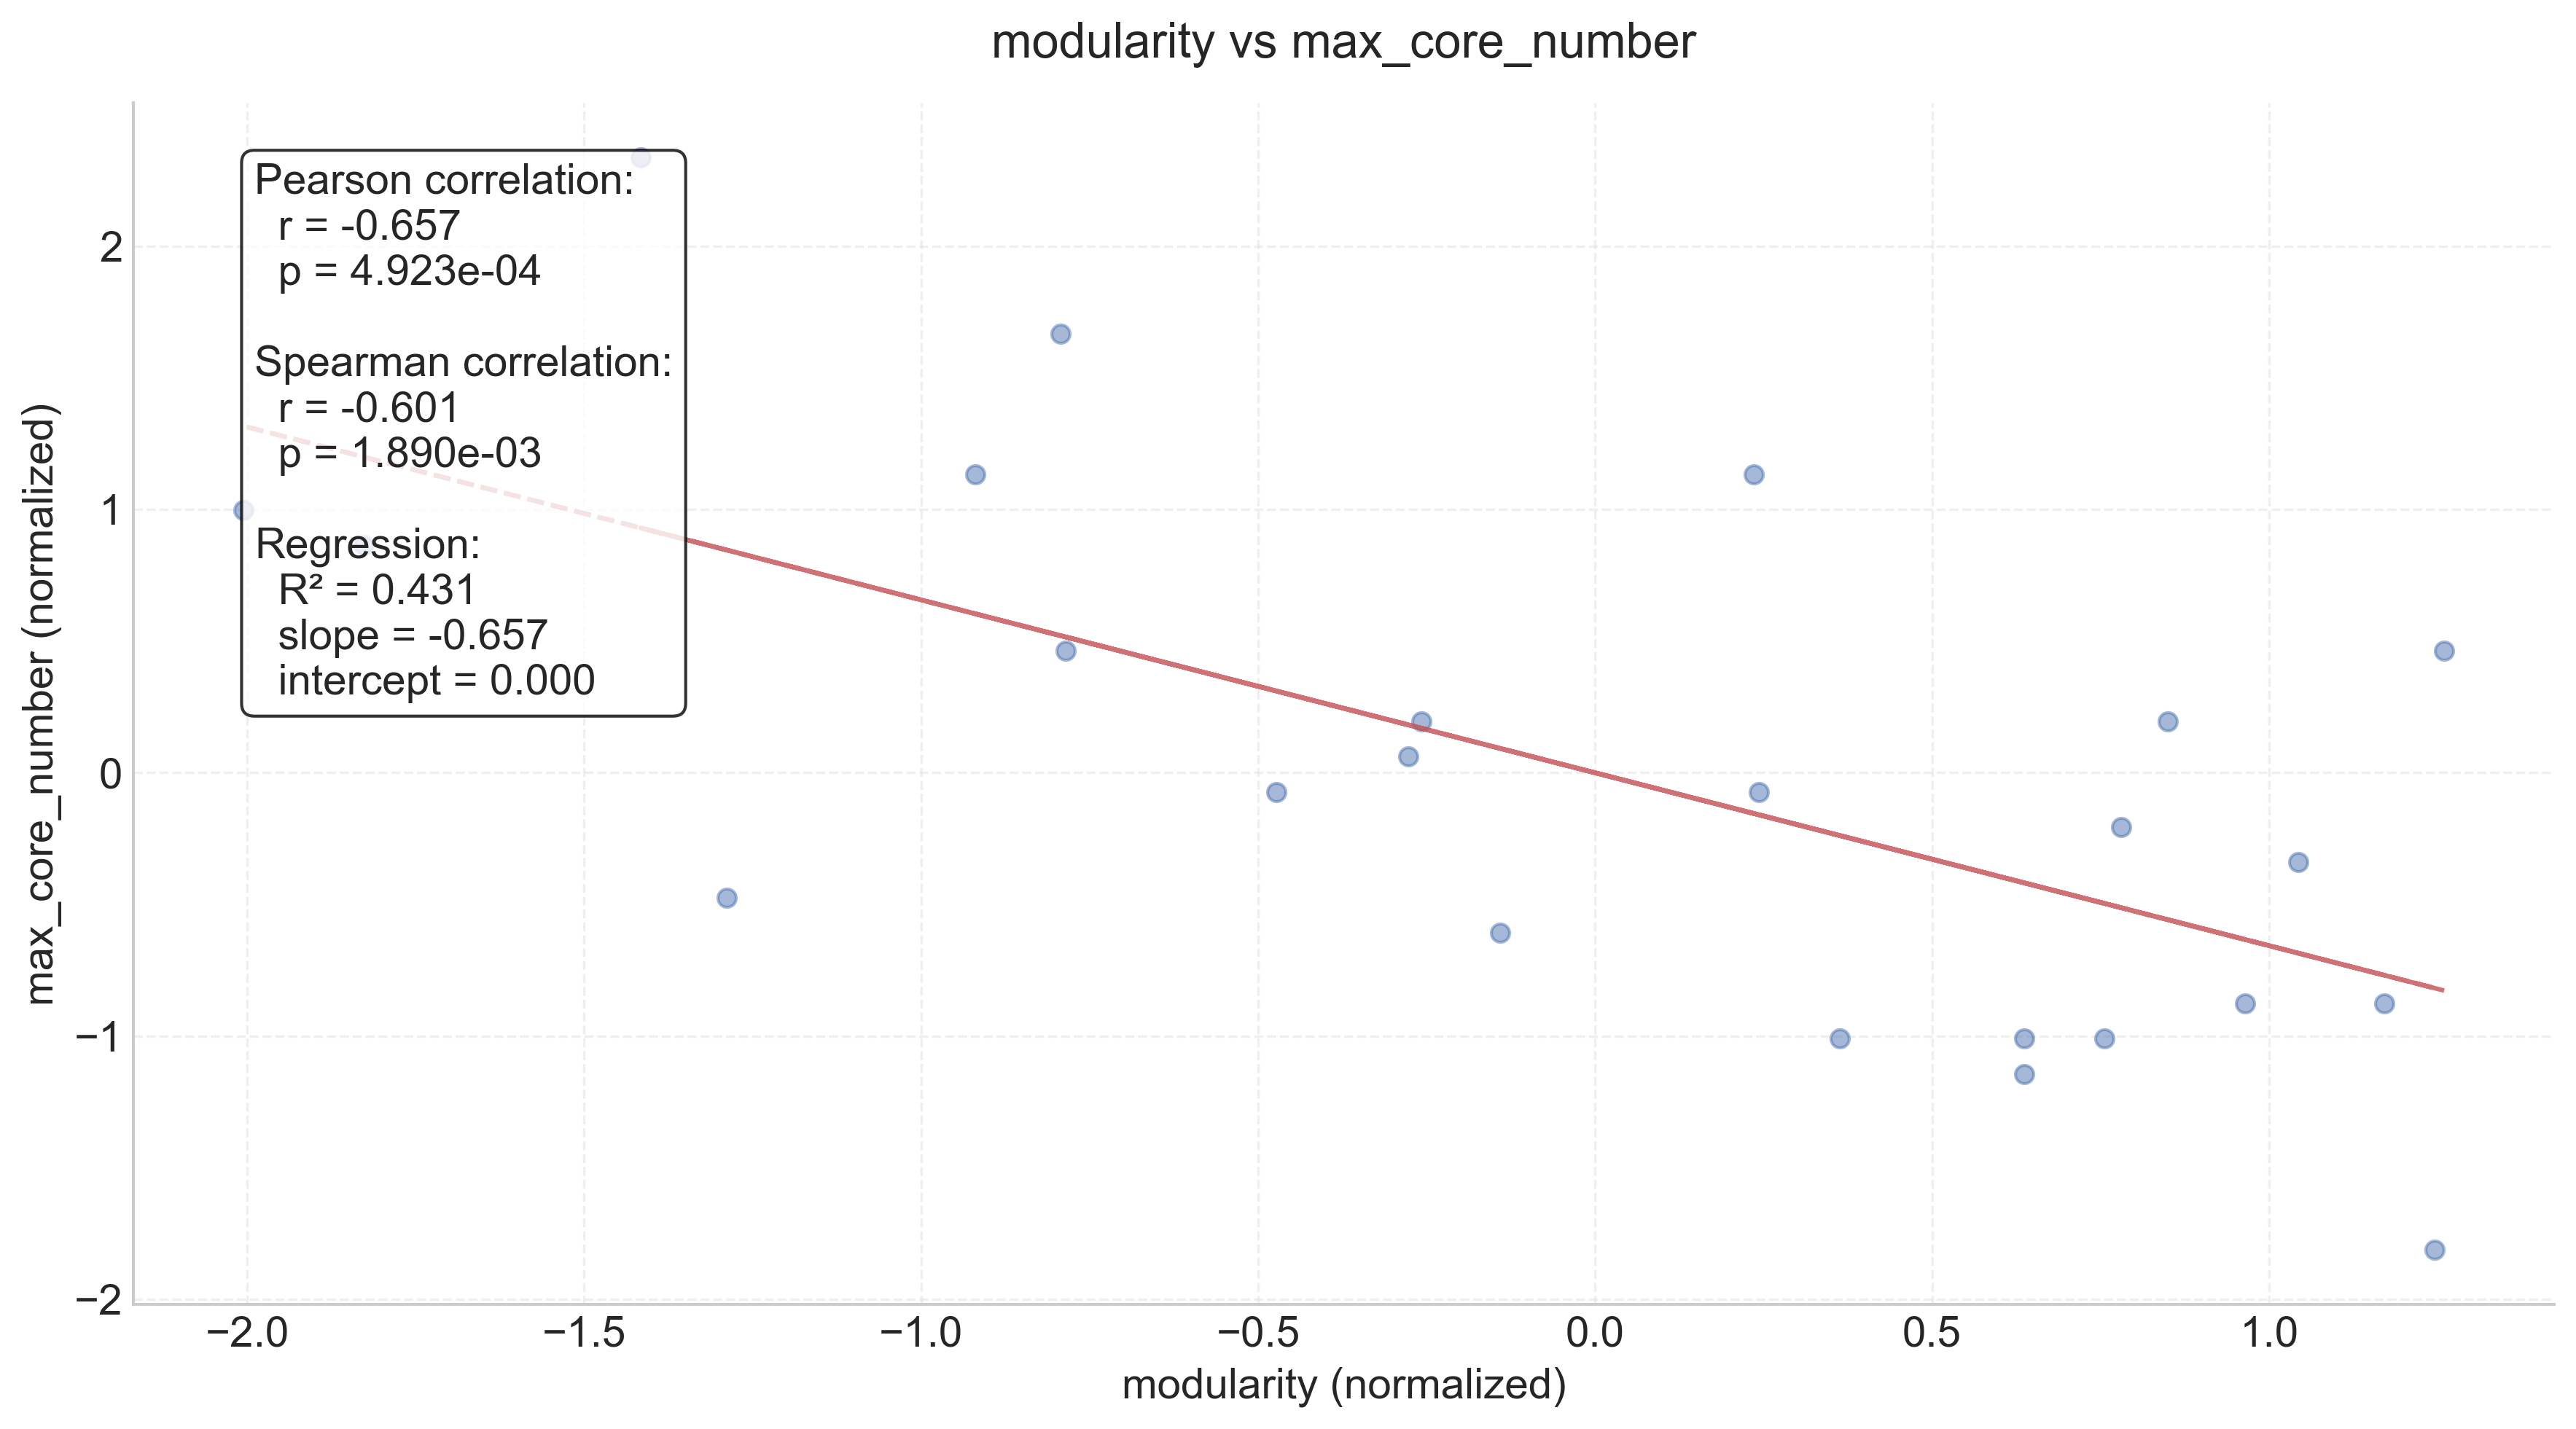 modularity vs max_core_number
Pearson correlation:
r = -0.657
p = 4.923e-04
Spearman correlation:
r = -0.601
p = 1.890e-03
Regression:
R² = 0.431
slope = -0.657
intercept = 0.000
max_core_number (normalized)
2
1
0
−1
−2
−2.0 −1.5 −1.0 −0.5 0.0 0.5 1.0
modularity (normalized)